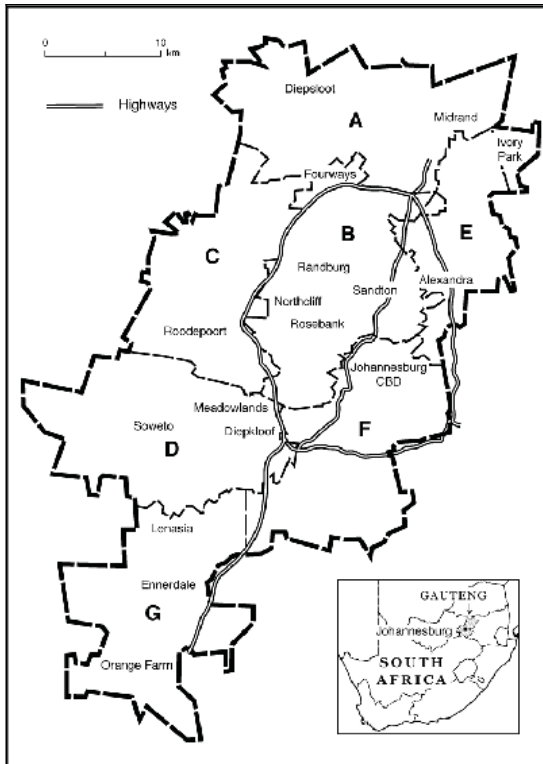 0 10
km
Highways
Diepsloot
A
Midrand
Ivory
Park
Fourways
B
E
C
Randburg
Sandton
Alexandra
Northcliff
Roodepoort
Rosebank
Johannesburg
CBD
Meadowlands
Soweto
Diepkloof
F
D
Lenasia
Ennerdale
G
Orange Farm
GAUTENG
Johannesburg
SOUTH
AFRICA